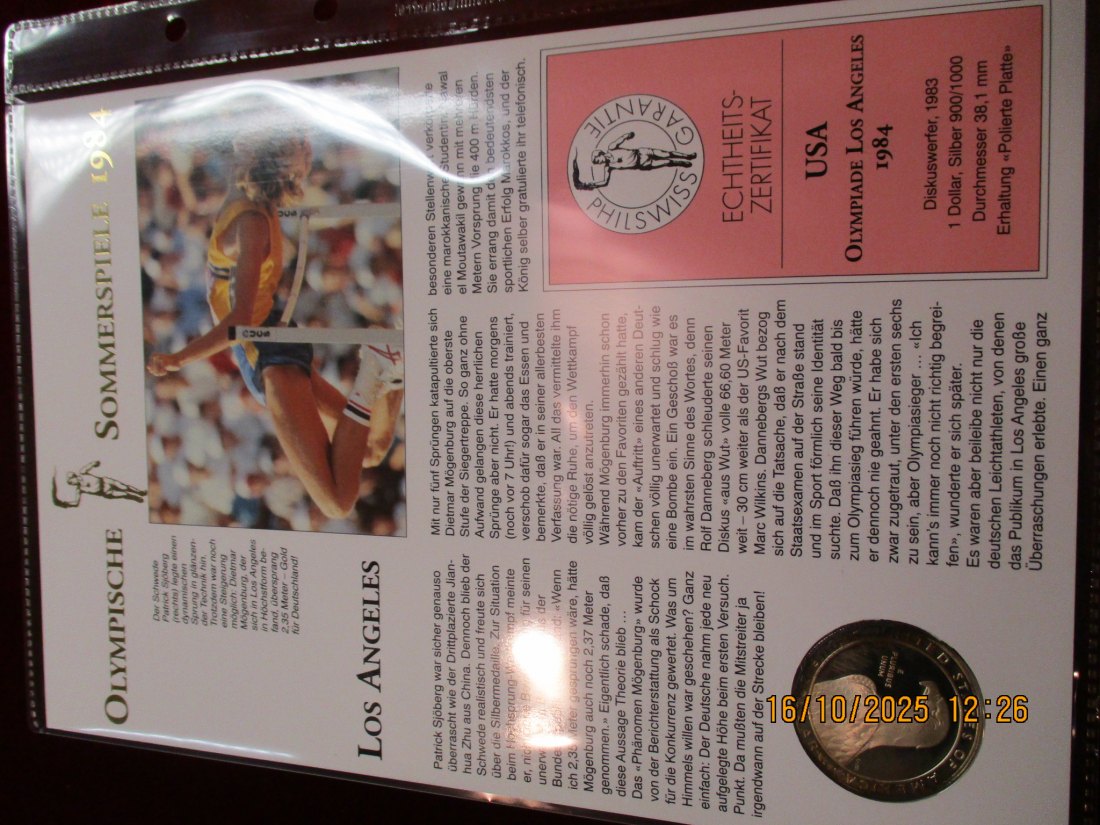 OLYMPISCHE SOMMERSPIELE 1984
Der Schwede
Patrick Sjöberg
(rechts) legte einen
dynamischen
Sprung in glänzen-
der Technik hin.
Trotzdem war noch
eine Steigerung
möglich: Dietmar
Mögenburg, der
sich in Los Angeles
in Höchstform be-
fand, übersprang
2,35 Meter – Gold
für Deutschland!
LOS ANGELES
Patrick Sjöberg war sicher genauso
überrascht wie der Drittplazierte Jian-
hua Zhu aus China. Dennoch blieb der
Schwede realistisch und freute sich
über die Silbermedaille. Zur Situation
beim meinte
er, für seinen
der
«Wenn
ich Meter gesprungen wäre, hätte
Mögenburg auch noch 2,37 Meter
genommen.» Eigentlich schade, daß
diese Aussage Theorie blieb …
Das «Phänomen Mögenburg» wurde
von der Berichterstattung als Schock
für die Konkurrenz gewertet. Was um
Himmels willen war geschehen? Ganz
einfach: Der Deutsche nahm jede neu
aufgelegte Höhe beim ersten Versuch.
Punkt. Da mußten die Mitstreiter ja
irgendwann auf der Strecke bleiben!
Mit nur fünf Sprüngen katapultierte sich
Dietmar Mögenburg auf die oberste
Stufe der Siegertreppe. So ganz ohne
Aufwand gelangen diese herrlichen
Sprünge aber nicht. Er hatte morgens
(noch vor 7 Uhr!) und abends trainiert,
verschob dafür sogar das Essen und
bemerkte, daß er in seiner allerbesten
Verfassung war. All das vermittelte ihm
die nötige Ruhe, um den Wettkampf
völlig gelöst anzutreten.
Während Mögenburg immerhin schon
vorher zu den Favoriten gezählt hatte,
kam der «Auftritt» eines anderen Deut-
schen völlig unerwartet und schlug wie
eine Bombe ein. Ein Geschoß war es
im wahrsten Sinne des Wortes, denn
Rolf Danneberg schleuderte seinen
Diskus «aus Wut» volle 66,60 Meter
weit – 30 cm weiter als der US-Favorit
Marc Wilkins. Dannebergs Wut bezog
sich auf die Tatsache, daß er nach dem
Staatsexamen auf der Straße stand
und im Sport förmlich seine Identität
suchte. Daß ihn dieser Weg bald bis
zum Olympiasieg führen würde, hätte
er dennoch nie geahnt. Er habe sich
zwar zugetraut, unter den ersten sechs
zu sein, aber Olympiasieger … «Ich
kann's immer noch nicht richtig begrei-
fen», wunderte er sich später.
Es waren aber beileibe nicht nur die
deutschen Leichtathleten, von denen
das Publikum in Los Angeles große
Überraschungen erlebte. Einen ganz
besonderen Stellenwert
eine marokkanische Studentin: Nawal
el Moutawakil gewann mit mehreren
Metern Vorsprung die 400 m Hürden.
Sie errang damit den bedeutendsten
sportlichen Erfolg Marokkos, und der
König selber gratulierte ihr telefonisch.
PHILSWISS GARANTIE
ECHTHEITS-
ZERTIFIKAT
USA
OLYMPIADE LOS ANGELES
1984
Diskuswerfer, 1983
1 Dollar, Silber 900/1000
Durchmesser 38,1 mm
Erhaltung «Polierte Platte»
E
PLURIBUS
UNUM
16/10/2025 12:26